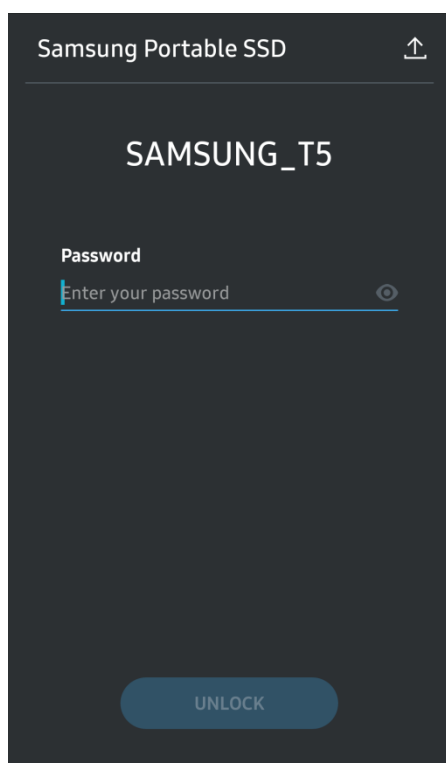 Samsung Portable SSD
SAMSUNG_T5
Password
Enter your password
UNLOCK